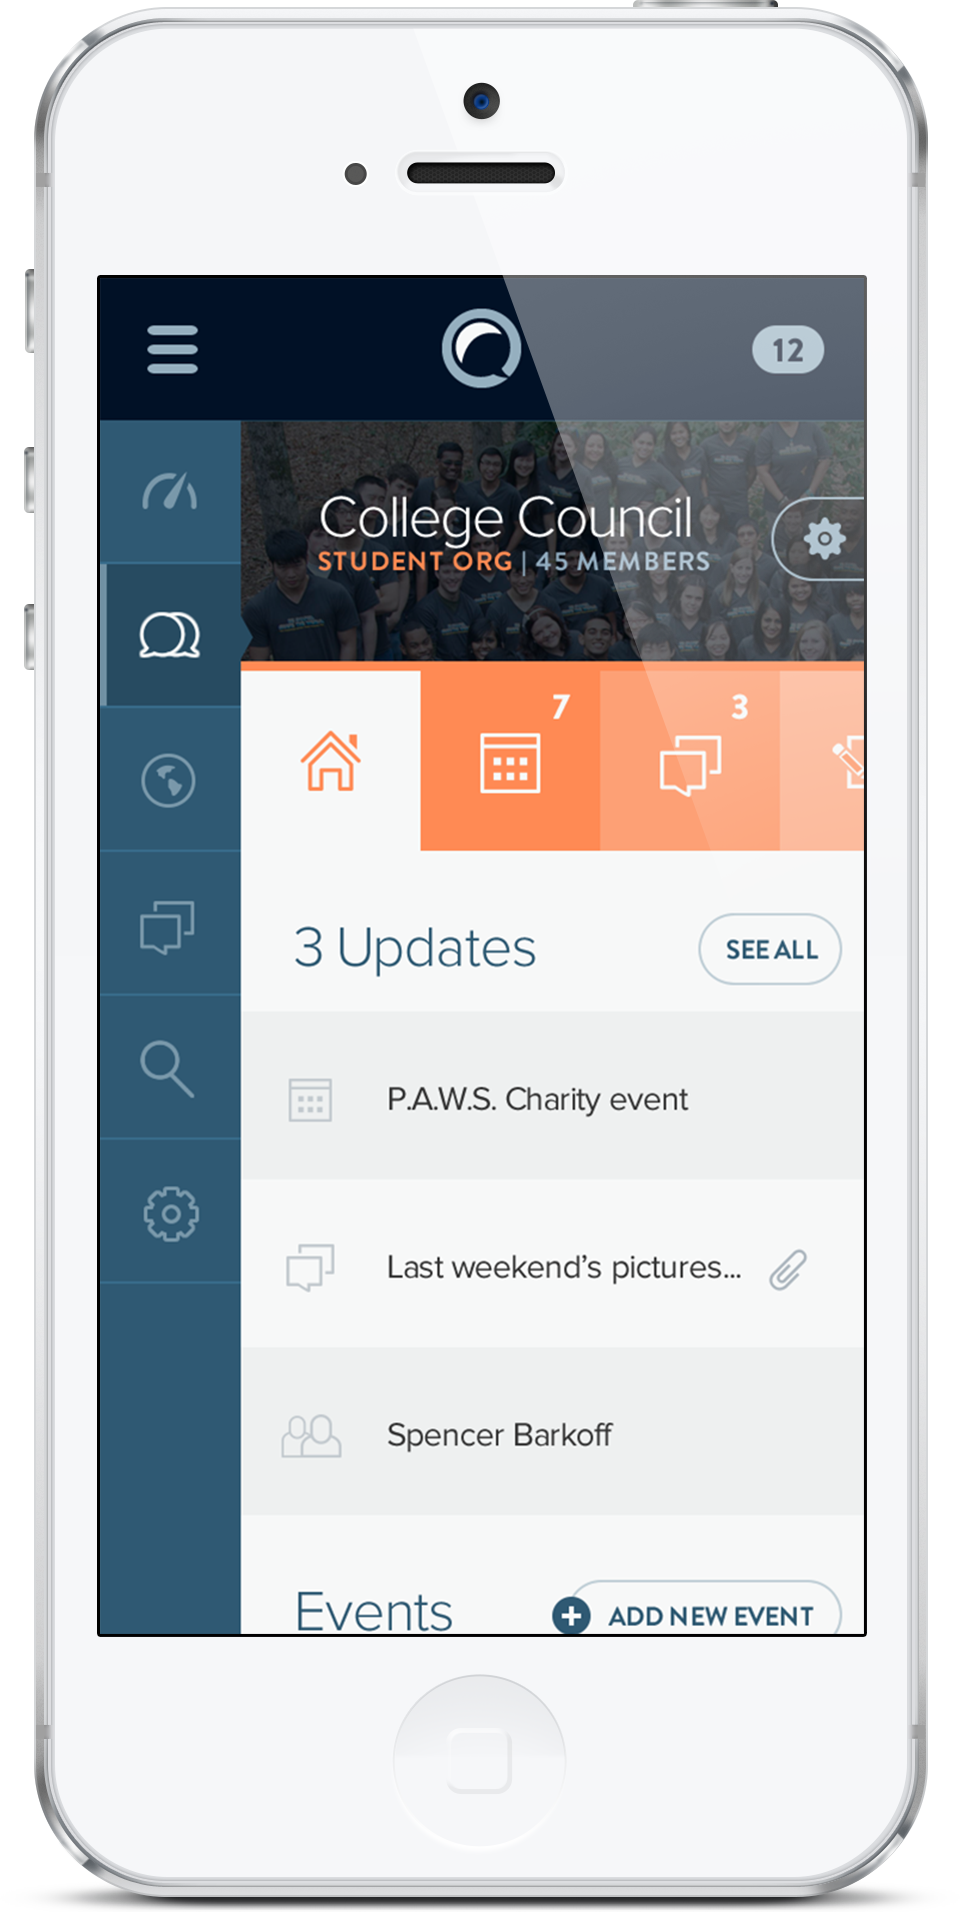 12
College Council
STUDENT ORG | 45 MEMBERS
7
3
3 Updates
SEE ALL
P.A.W.S. Charity event
Last weekend’s pictures...
Spencer Barkoff
Events
ADD NEW EVENT